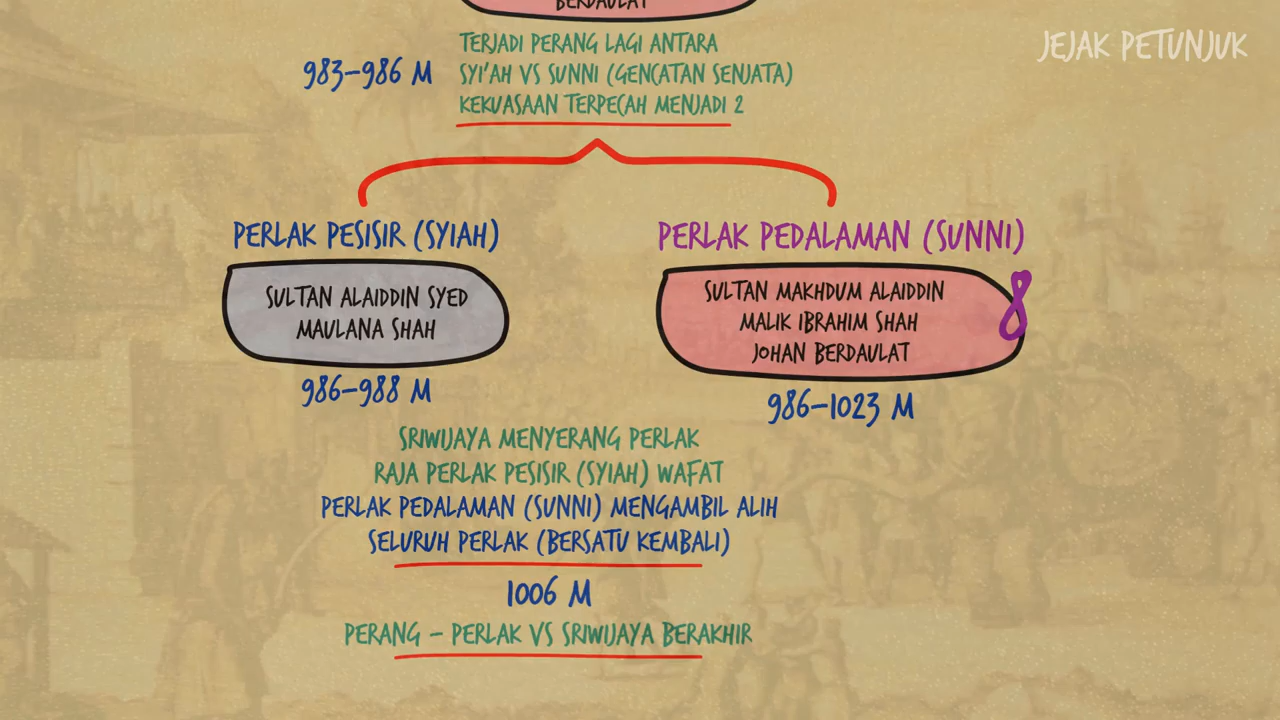 BERDAULAT
JEJAK PETUNJUK
983-986 M
TERJADI PERANG LAGI ANTARA
SYI'AH VS SUNNI (GENCATAN SENJATA)
KEKUASAAN TERPECAH MENJADI 2
PERLAK PESISIR (SYIAH)
SULTAN ALAIDDIN SYED
MAULANA SHAH
986-988 M
PERLAK PEDALAMAN (SUNNI)
SULTAN MAKHDUM ALAIDDIN
MALIK IBRAHIM SHAH
JOHAN BERDAULAT
8
986-1023 M
SRIWIJAYA MENYERANG PERLAK
RAJA PERLAK PESISIR (SYIAH) WAFAT
PERLAK PEDALAMAN (SUNNI) MENGAMBIL ALIH
SELURUH PERLAK (BERSATU KEMBALI)
1006 M
PERANG - PERLAK VS SRIWIJAYA BERAKHIR